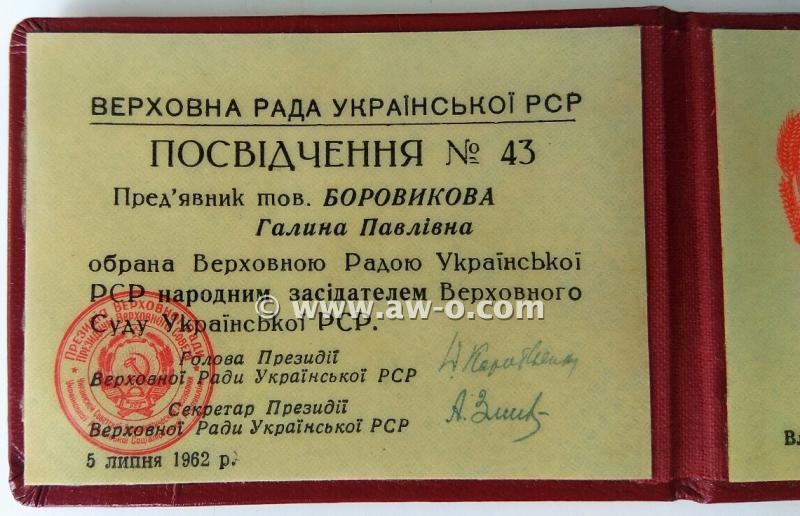 ВЕРХОВНА РАДА УКРАЇНСЬКОЇ РСР
ПОСВІДЧЕННЯ № 43
Пред'явник тов. БОРОВИКОВА
Галина Павлівна
обрана Верховною Радою Української
РСР народним засідателем Верховного
Суду Української РСР.
© www.aw-o.com
Голова Президії
Верховної Ради Української РСР
Секретар Президії
Верховної Ради Української РСР
5 липня 1962 р.